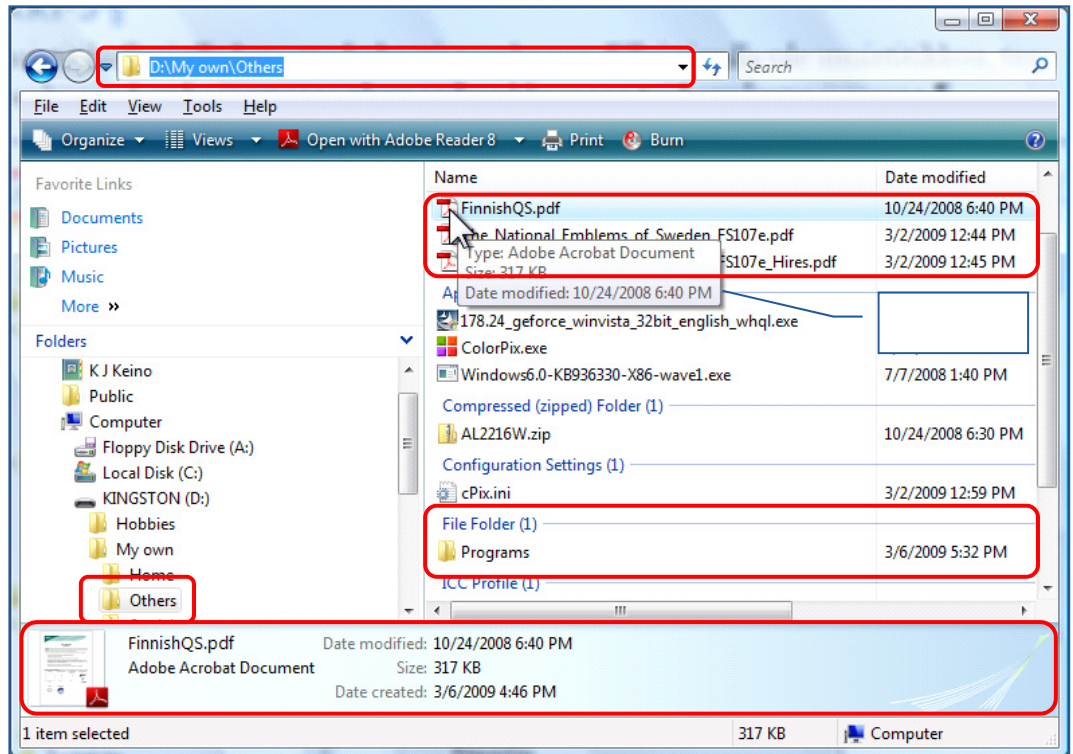 D:\My own\Others
Search
File Edit View Tools Help
Organize Views Open with Adobe Reader 8 Print Burn
Favorite Links
Documents
Pictures
Music
More »
Folders
K J Keino
Public
Computer
Floppy Disk Drive (A:)
Local Disk (C:)
KINGSTON (D:)
Hobbies
My own
Home
Others
Name Date modified
FinnishQS.pdf 10/24/2008 6:40 PM
The_National_Emblems_of_Sweden_FS107e.pdf 3/2/2009 12:44 PM
FS107e_Hires.pdf 3/2/2009 12:45 PM
Type: Adobe Acrobat Document
Size: 317 KB
Date modified: 10/24/2008 6:40 PM
178.24_geforce_winvista_32bit_english_whql.exe
ColorPix.exe
Windows6.0-KB936330-X86-wave1.exe 7/7/2008 1:40 PM
Compressed (zipped) Folder (1)
AL2216W.zip 10/24/2008 6:30 PM
Configuration Settings (1)
cPix.ini 3/2/2009 12:59 PM
File Folder (1)
Programs 3/6/2009 5:32 PM
ICC Profile (1)
FinnishQS.pdf Date modified: 10/24/2008 6:40 PM
Adobe Acrobat Document Size: 317 KB
Date created: 3/6/2009 4:46 PM
1 item selected 317 KB Computer